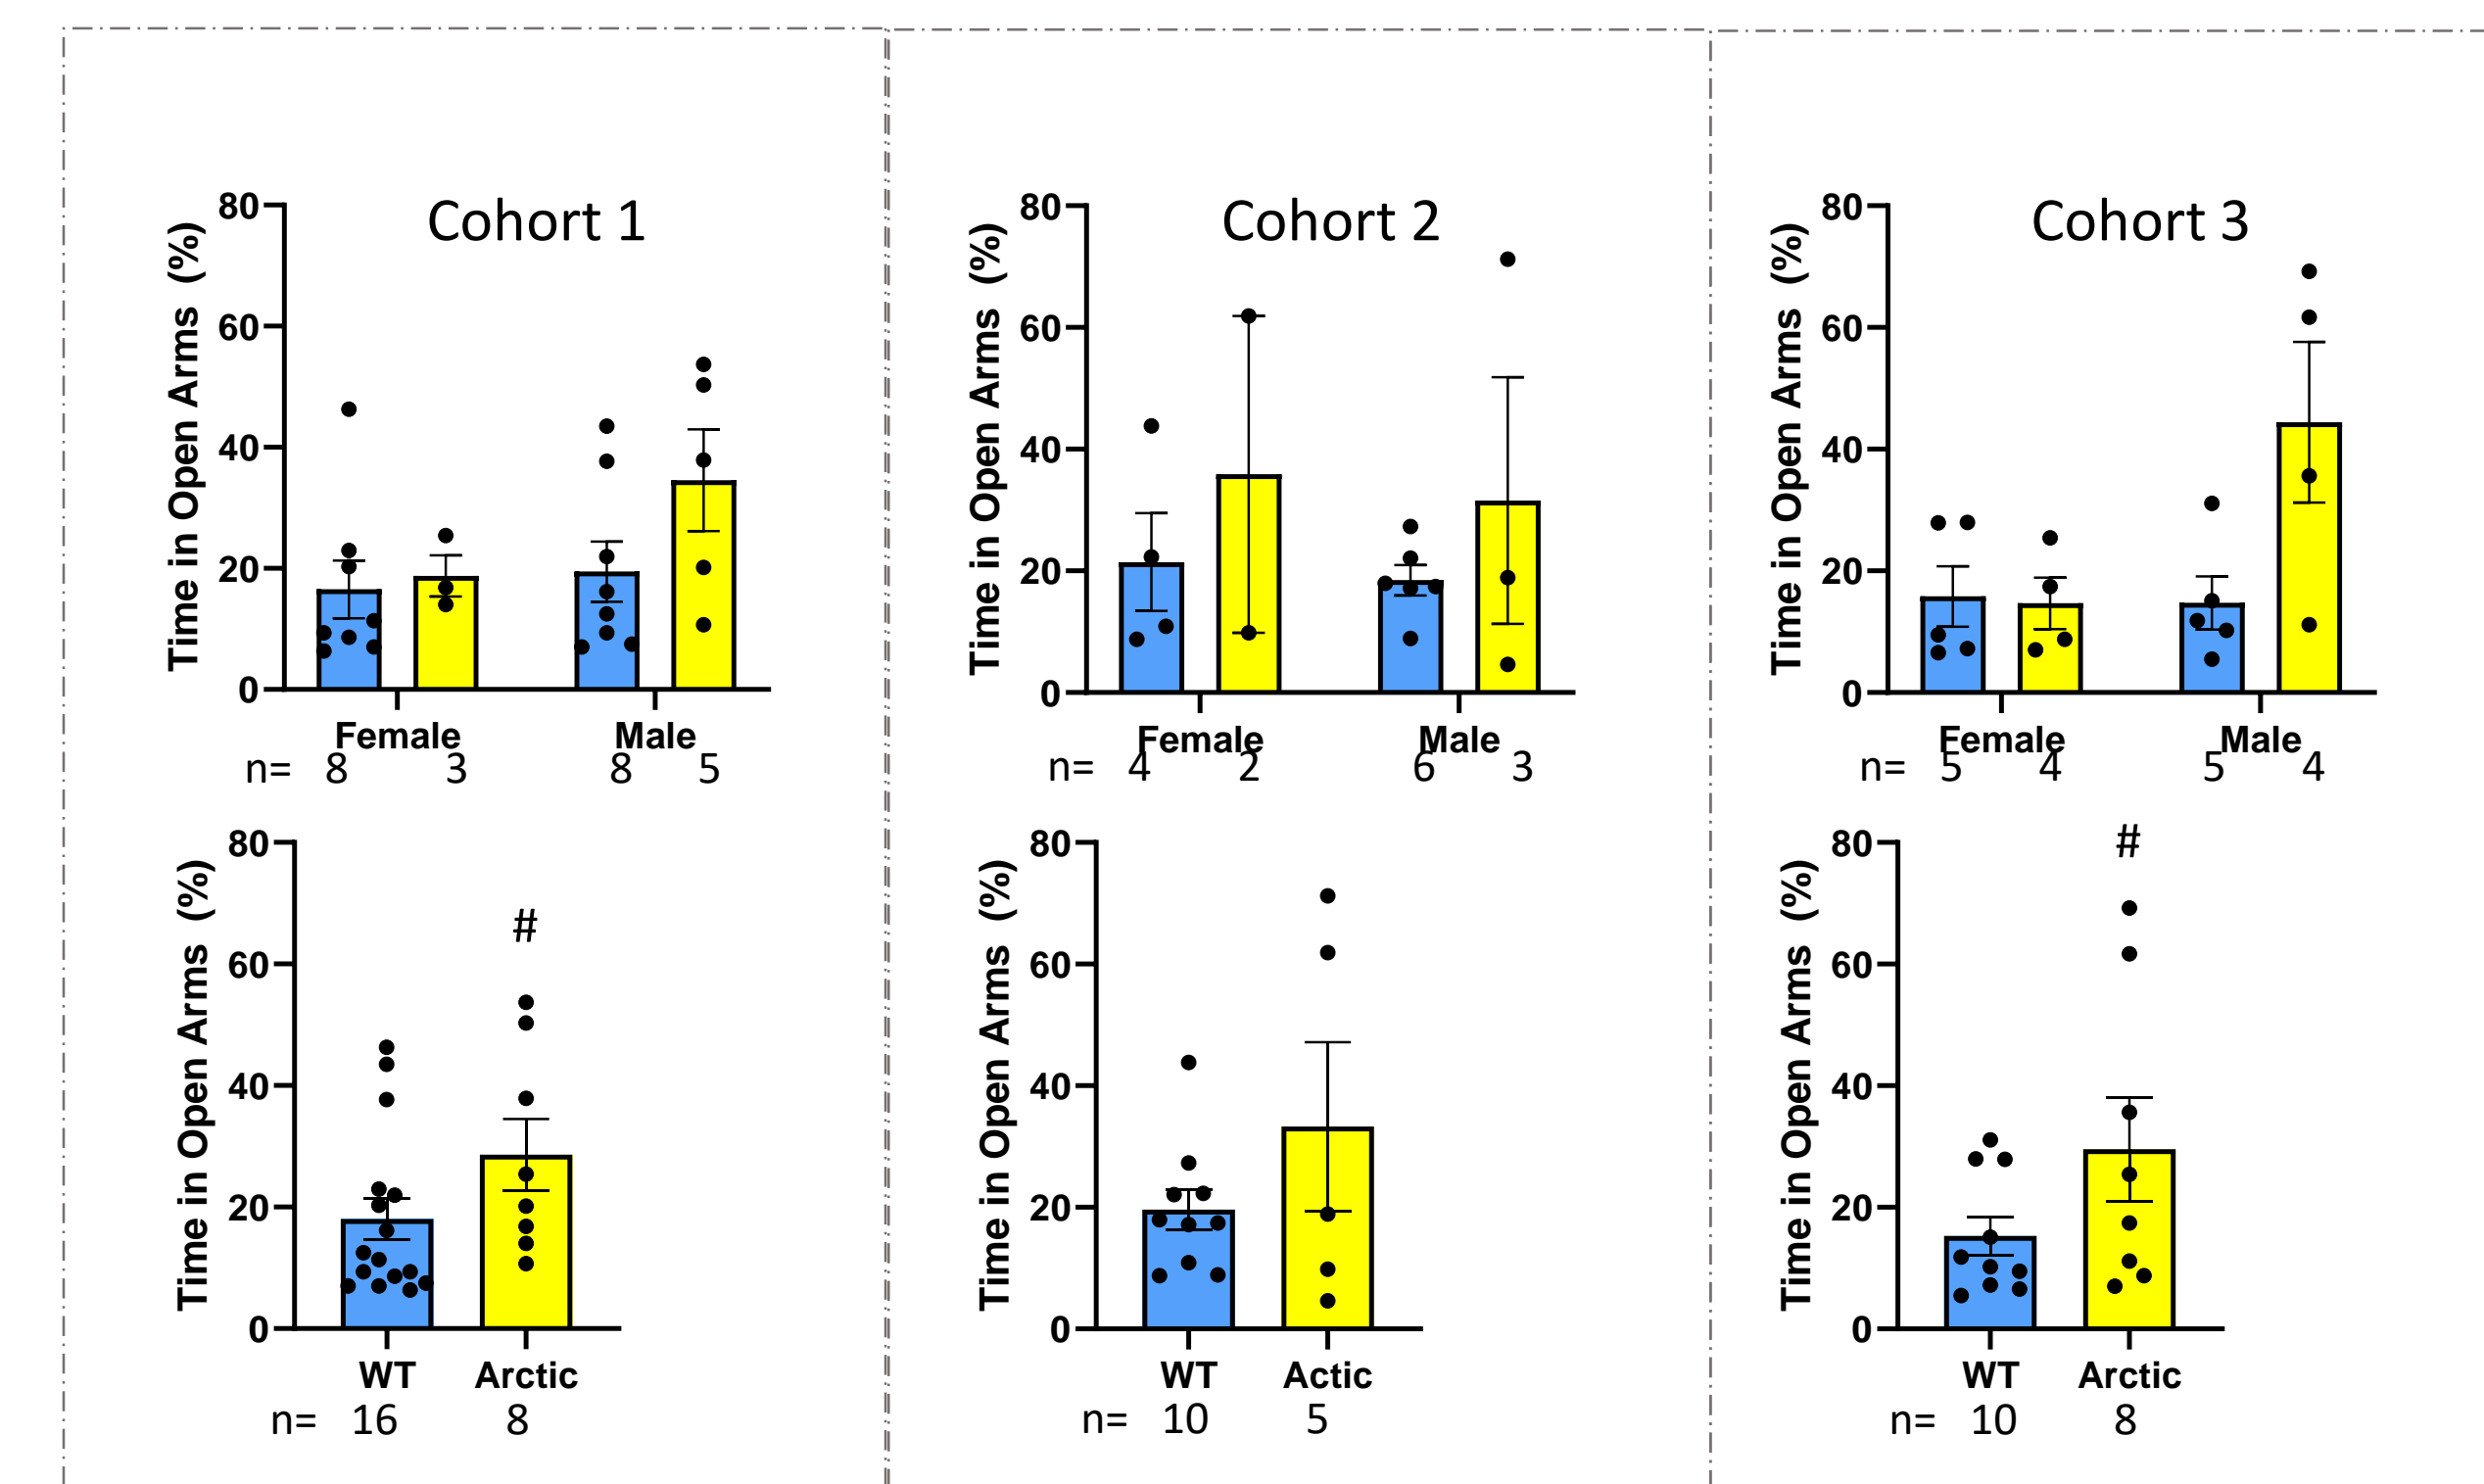 Cohort 1
Time in Open Arms (%)
80
60
40
20
0
Female Male
n= 8 3 8 5
Cohort 2
Time in Open Arms (%)
80
60
40
20
0
Female Male
n= 4 2 6 3
Cohort 3
Time in Open Arms (%)
80
60
40
20
0
Female Male
n= 5 4 5 4
Time in Open Arms (%)
80
60
40
20
0
#
WT Arctic
n= 16 8
Time in Open Arms (%)
80
60
40
20
0
WT Actic
n= 10 5
Time in Open Arms (%)
80
60
40
20
0
#
WT Arctic
n= 10 8